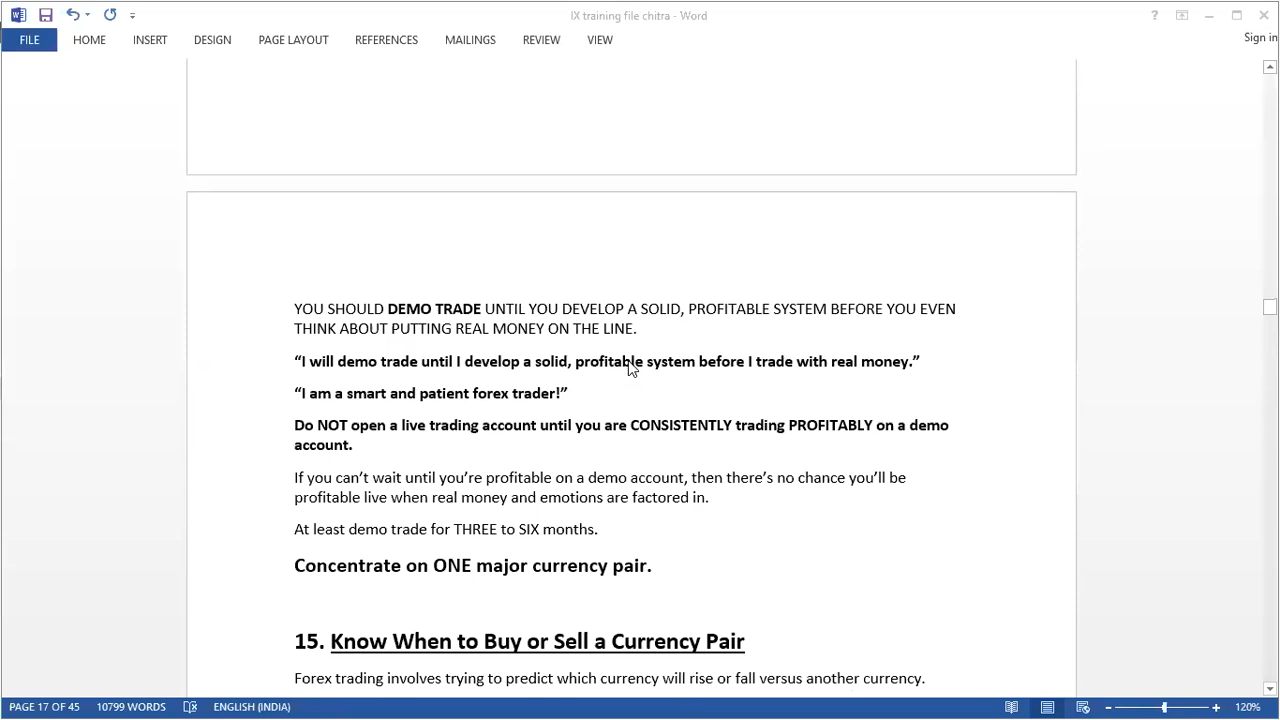 IX training file chitra - Word
?
FILE HOME INSERT DESIGN PAGE LAYOUT REFERENCES MAILINGS REVIEW VIEW Sign in
YOU SHOULD DEMO TRADE UNTIL YOU DEVELOP A SOLID, PROFITABLE SYSTEM BEFORE YOU EVEN
THINK ABOUT PUTTING REAL MONEY ON THE LINE.
“I will demo trade until I develop a solid, profitable system before I trade with real money.”
“I am a smart and patient forex trader!”
Do NOT open a live trading account until you are CONSISTENTLY trading PROFITABLY on a demo
account.
If you can’t wait until you’re profitable on a demo account, then there’s no chance you’ll be
profitable live when real money and emotions are factored in.
At least demo trade for THREE to SIX months.
Concentrate on ONE major currency pair.
15. Know When to Buy or Sell a Currency Pair
Forex trading involves trying to predict which currency will rise or fall versus another currency.
PAGE 17 OF 45 10799 WORDS ENGLISH (INDIA) 120%